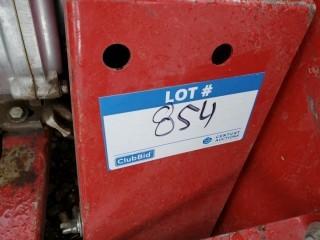 LOT #
854
CENTURY
AUCTIONS
ClubBid